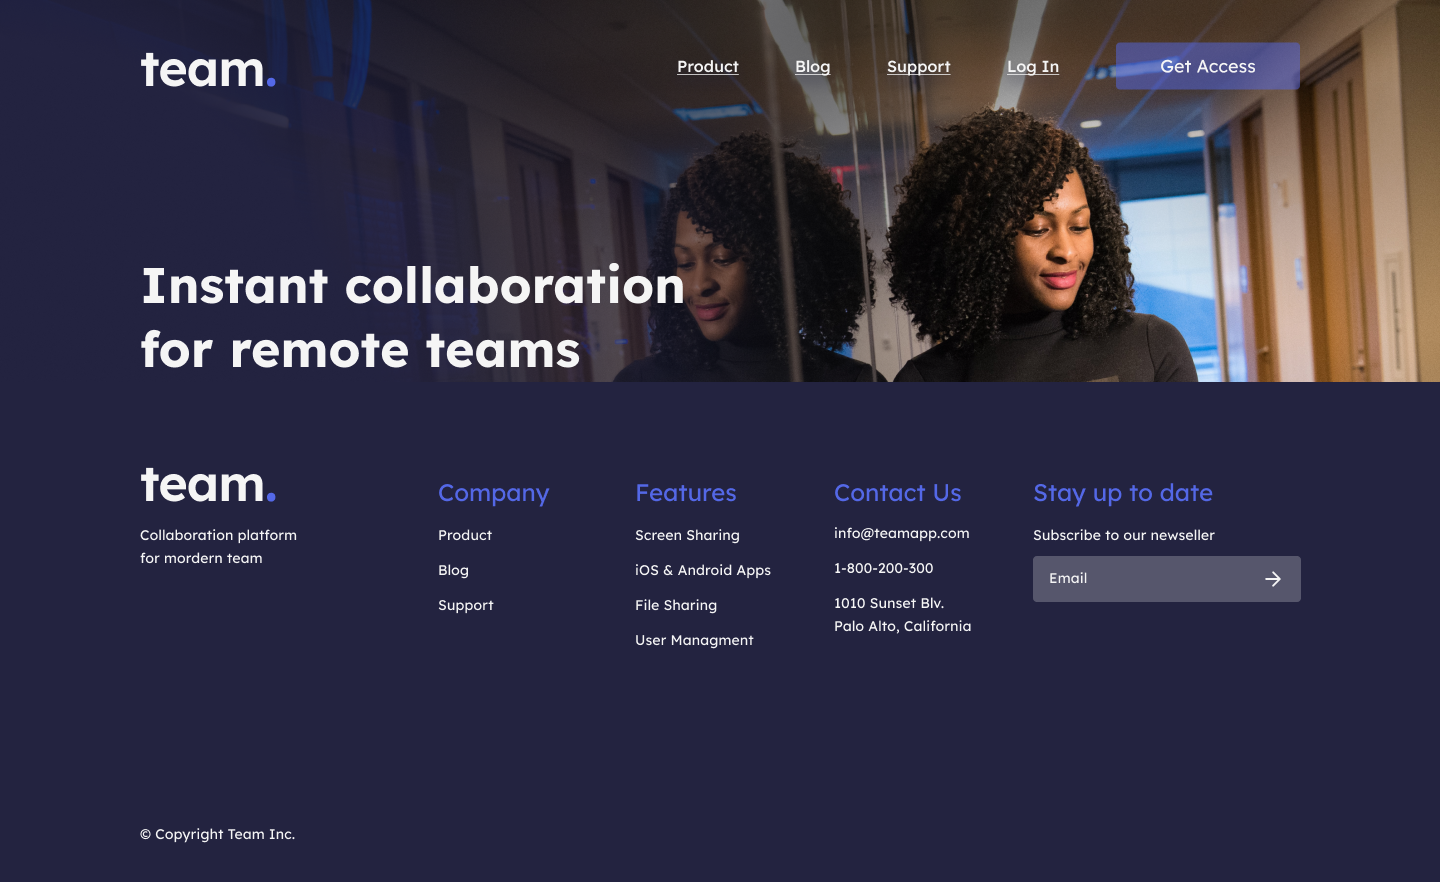 team.
Product Blog Support Log In Get Access
Instant collaboration
for remote teams
team.
Collaboration platform
for mordern team
Company
Product
Blog
Support
Features
Screen Sharing
iOS & Android Apps
File Sharing
User Managment
Contact Us
info@teamapp.com
1-800-200-300
1010 Sunset Blv.
Palo Alto, California
Stay up to date
Subscribe to our newseller
Email
© Copyright Team Inc.